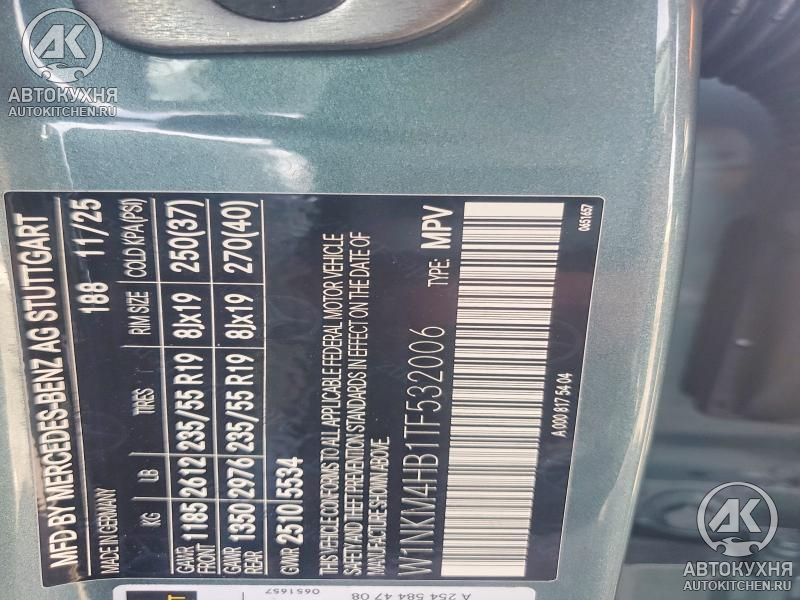 AK
АВТОКУХНЯ
AUTOKITCHEN.RU
MFD BY MERCEDES-BENZ AG STUTTGART
MADE IN GERMANY 188 11/25
KG LB TIRES RIM SIZE COLD KPA(PSI)
GAWR FRONT 1185 2612 235/55 R19 8Jx19 250(37)
GAWR REAR 1350 2976 235/55 R19 8Jx19 270(40)
GWR 2510 5534
THIS VEHICLE CONFORMS TO ALL APPLICABLE FEDERAL MOTOR VEHICLE
SAFETY AND THEFT PREVENTION STANDARDS IN EFFECT ON THE DATE OF
MANUFACTURE SHOWN ABOVE.
W1NKM4HB1TF532006 TYPE: MPV
A 000 817 54 04 0651657
0651657
A 254 584 47 08
AK
АВТОКУХНЯ
AUTOKITCHEN.RU